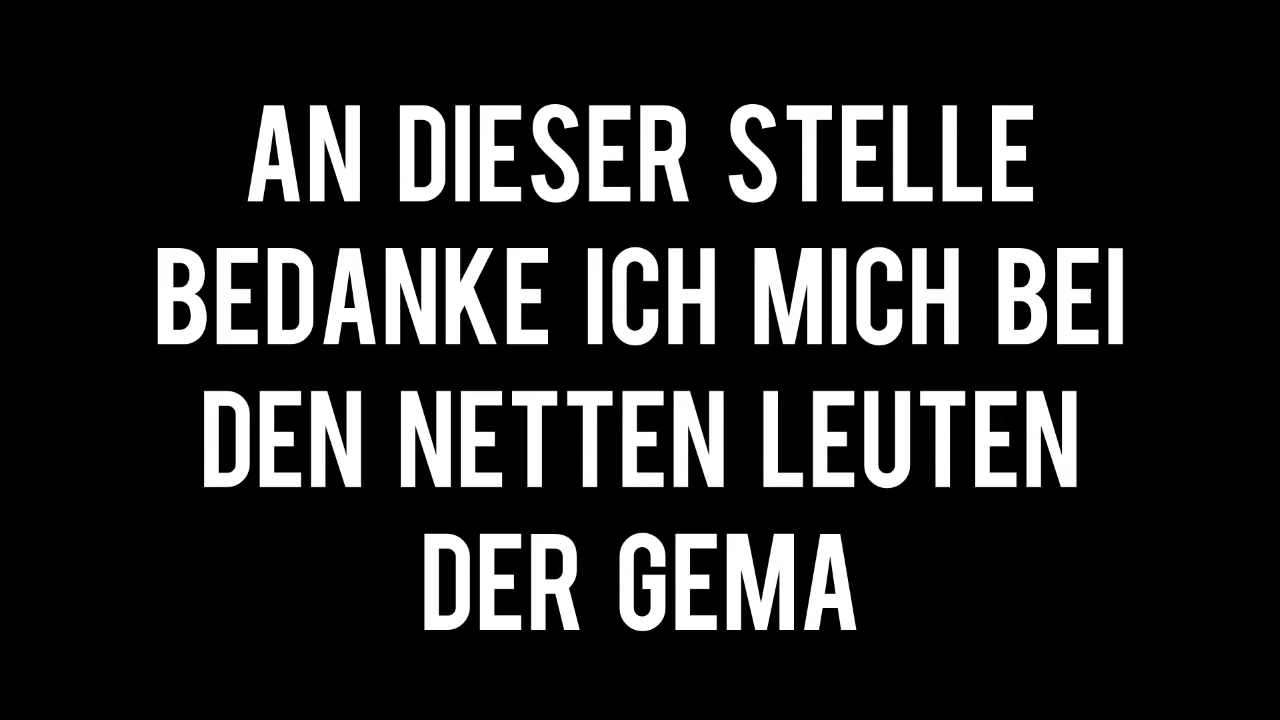 AN DIESER STELLE
BEDANKE ICH MICH BEI
DEN NETTEN LEUTEN
DER GEMA